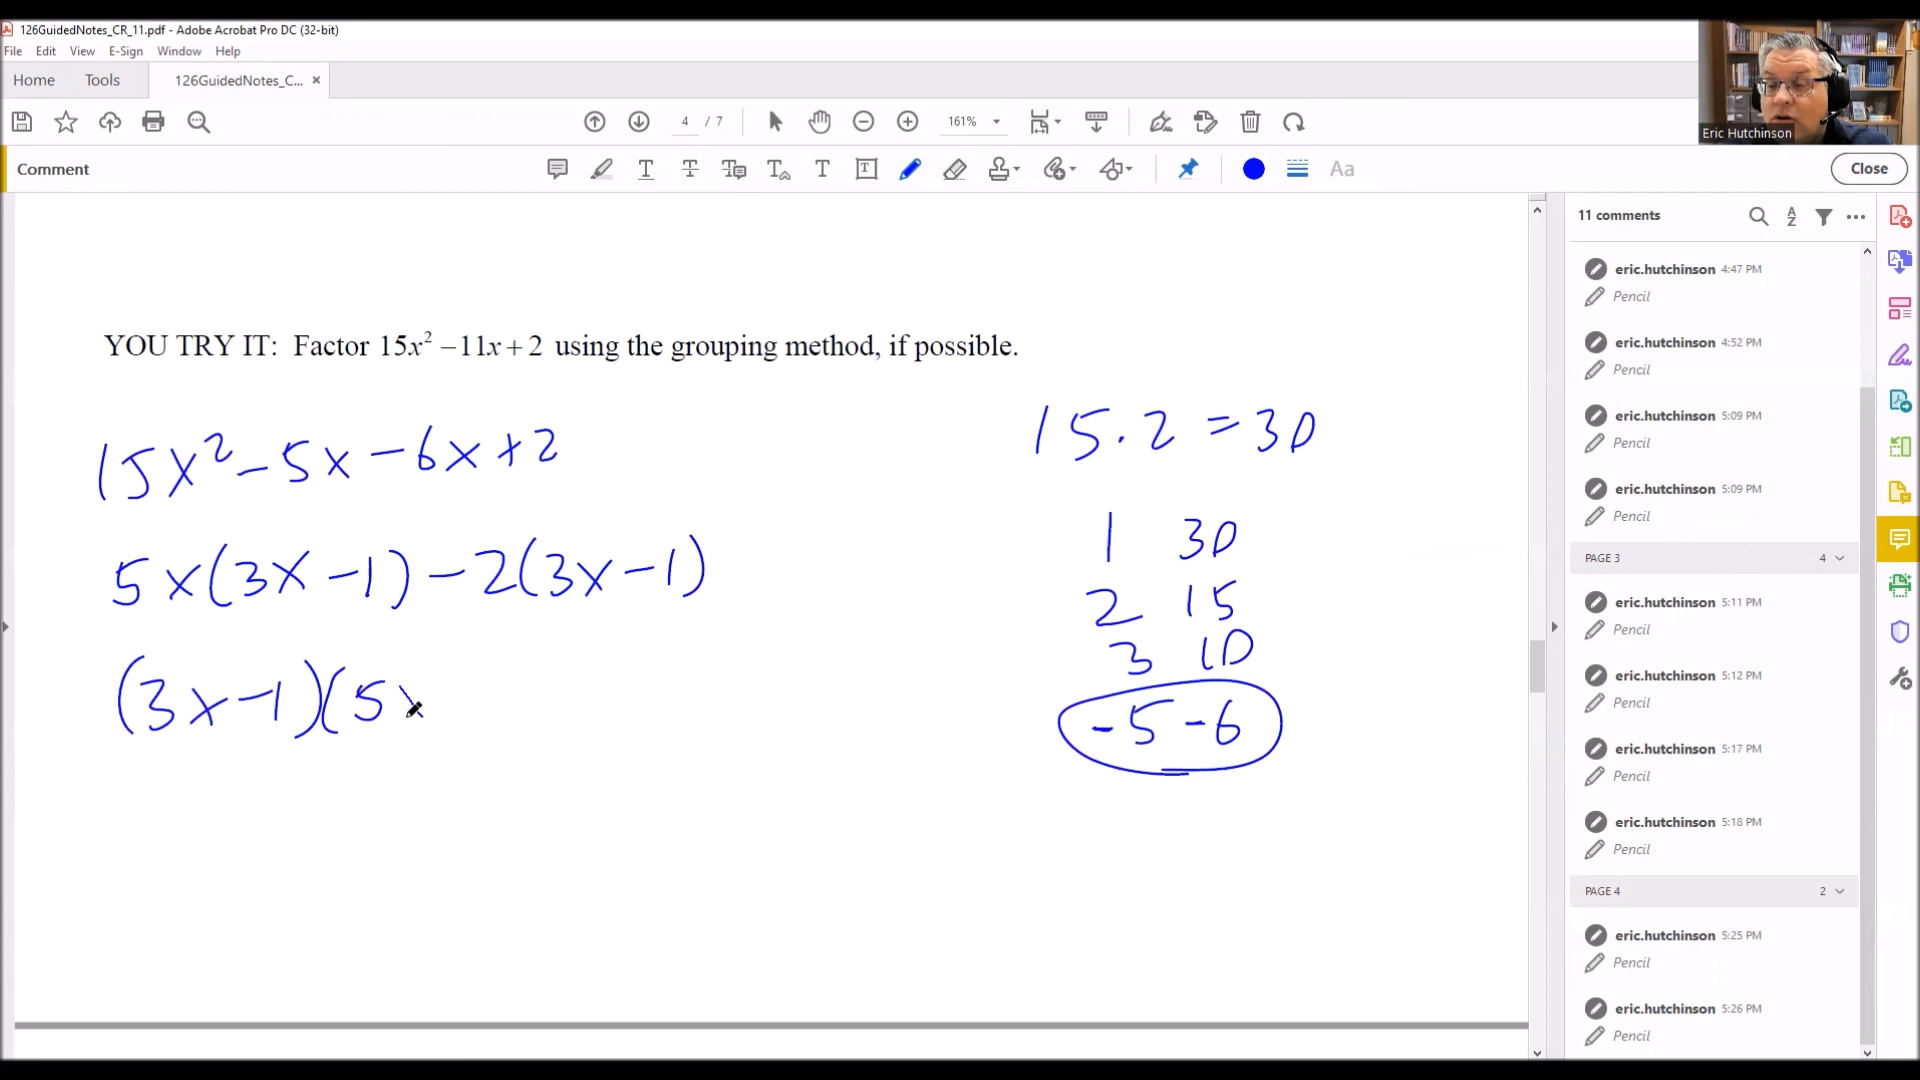 126GuidedNotes_CR_11.pdf - Adobe Acrobat Pro DC (32-bit)
File Edit View E-Sign Window Help
Home Tools 126GuidedNotes_C... ×
4 / 7 161%
Eric Hutchinson
Comment Aa Close
11 comments
eric.hutchinson 4:47 PM
Pencil
eric.hutchinson 4:52 PM
Pencil
eric.hutchinson 5:09 PM
Pencil
eric.hutchinson 5:09 PM
Pencil
PAGE 3 4
eric.hutchinson 5:11 PM
Pencil
eric.hutchinson 5:12 PM
Pencil
eric.hutchinson 5:17 PM
Pencil
eric.hutchinson 5:18 PM
Pencil
PAGE 4 2
eric.hutchinson 5:25 PM
Pencil
eric.hutchinson 5:26 PM
Pencil
YOU TRY IT: Factor 15x² −11x + 2 using the grouping method, if possible.
15x² − 5x − 6x + 2
5x(3x − 1) − 2(3x − 1)
(3x − 1)(5x
15 · 2 = 30
1 30
2 15
3 10
-5 -6